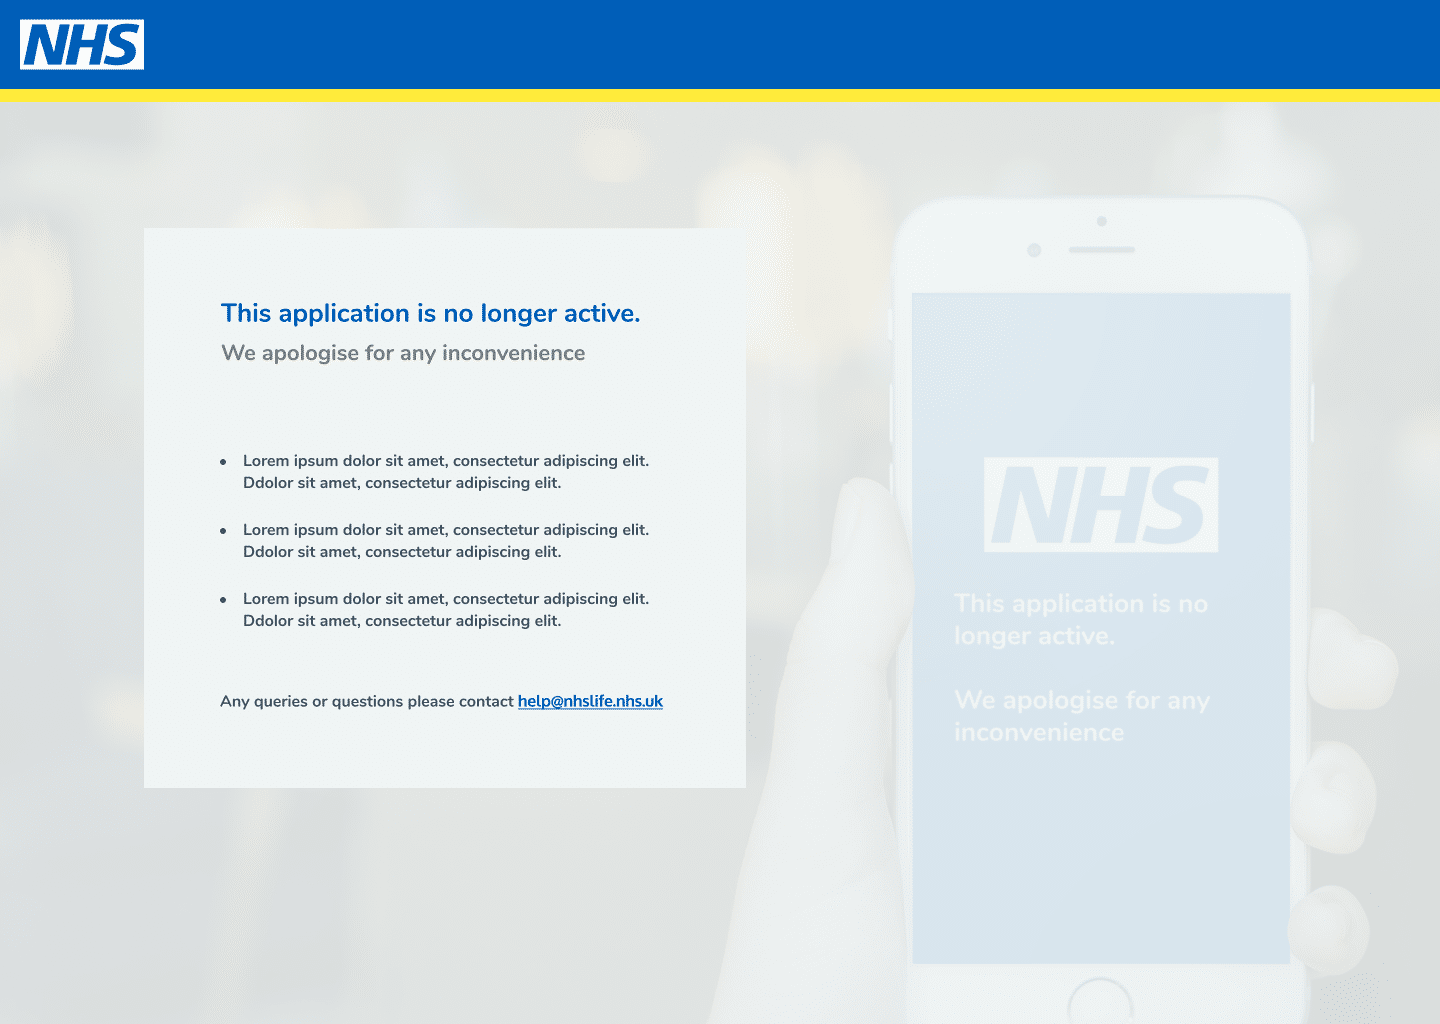 NHS
This application is no longer active.
We apologise for any inconvenience
• Lorem ipsum dolor sit amet, consectetur adipiscing elit.
Ddolor sit amet, consectetur adipiscing elit.
• Lorem ipsum dolor sit amet, consectetur adipiscing elit.
Ddolor sit amet, consectetur adipiscing elit.
• Lorem ipsum dolor sit amet, consectetur adipiscing elit.
Ddolor sit amet, consectetur adipiscing elit.
Any queries or questions please contact help@nhslife.nhs.uk
NHS
This application is no
longer active.
We apologise for any
inconvenience